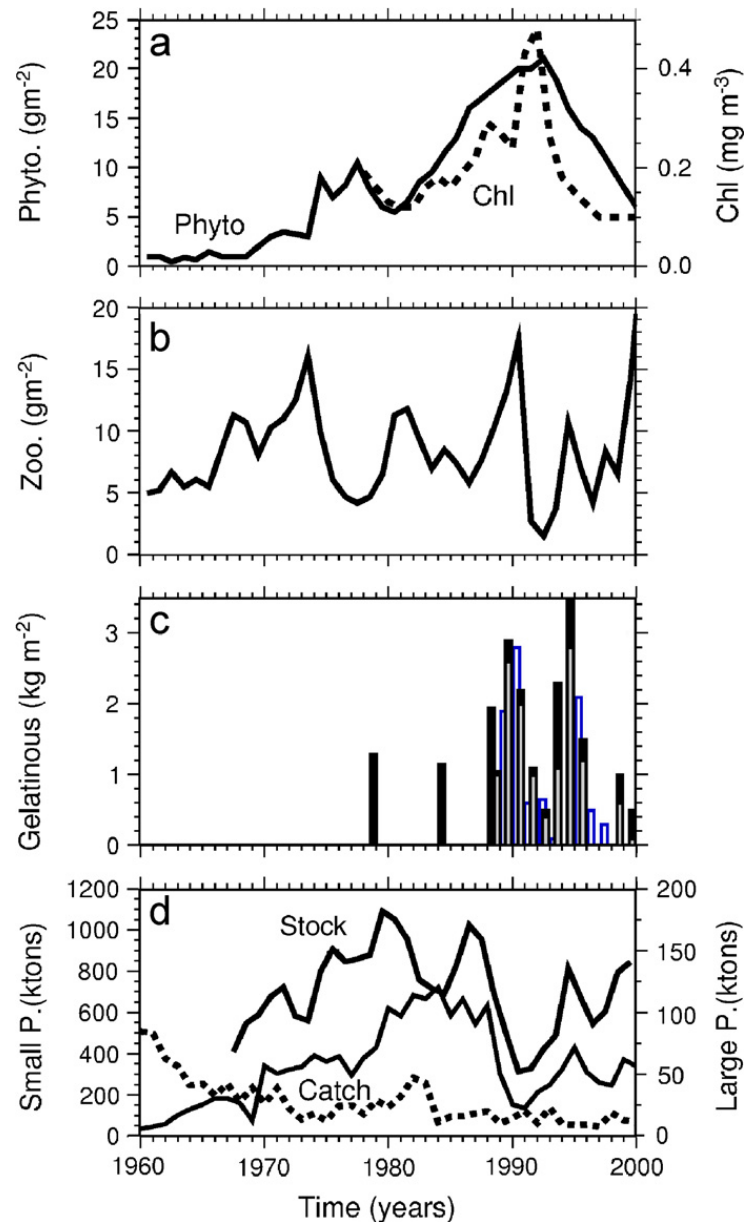 a
Phyto. (gm-2)
25
20
15
10
5
0
Phyto
Chl
0.4
0.2
0.0
Chl (mg m-3)
b
Zoo. (gm-2)
20
15
10
5
0
c
Gelatinous (kg m-2)
3
2
1
0
d
Small P.(ktons)
1200
1000
800
600
400
200
0
Stock
Catch
200
150
100
50
0
Large P.(ktons)
1960 1970 1980 1990 2000
Time (years)